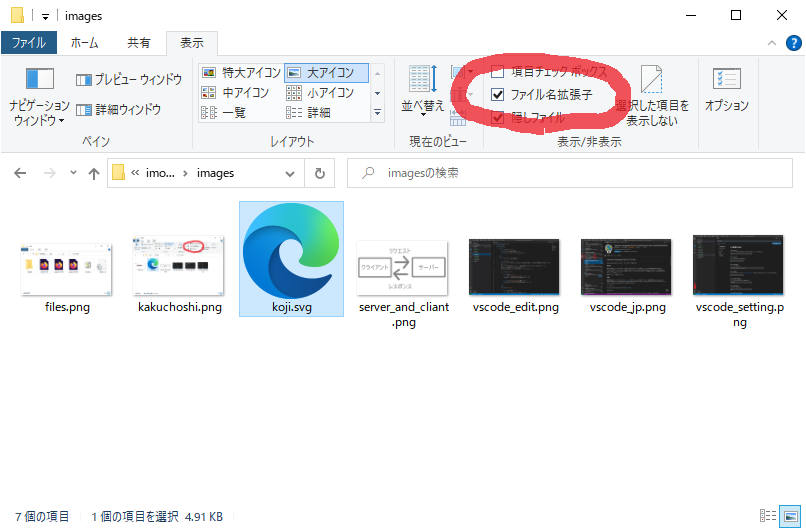 images
ファイル
ホーム
共有
表示
ナビゲーション
ウィンドウ
プレビュー ウィンドウ
詳細ウィンドウ
ペイン
特大アイコン
大アイコン
中アイコン
小アイコン
一覧
詳細
レイアウト
並べ替え
現在のビュー
項目チェック ボックス
ファイル名拡張子
隠しファイル
選択した項目を
表示しない
表示/非表示
オプション
« imo... › images
imagesの検索
files.png
kakuchoshi.png
koji.svg
リクエスト
クライアント
サーバー
レスポンス
server_and_cliant
.png
vscode_edit.png
vscode_jp.png
vscode_setting.p
ng
7 個の項目
1 個の項目を選択 4.91 KB